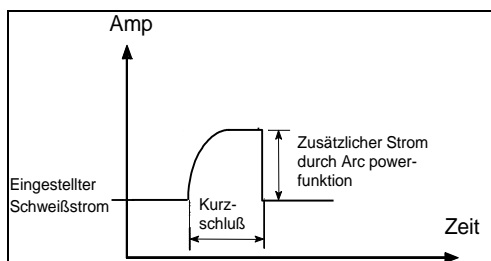 Amp
Zusätzlicher Strom
durch Arc power-
funktion
Eingestellter
Schweißstrom
Kurz-
schluß
Zeit